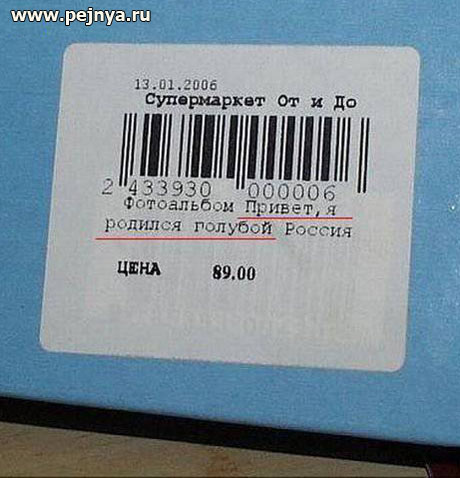 www.pejnya.ru
13.01.2006
Супермаркет От и До
2 433930 000006
Фотоальбом Привет,я
родился голубой Россия
ЦЕНА 89.00